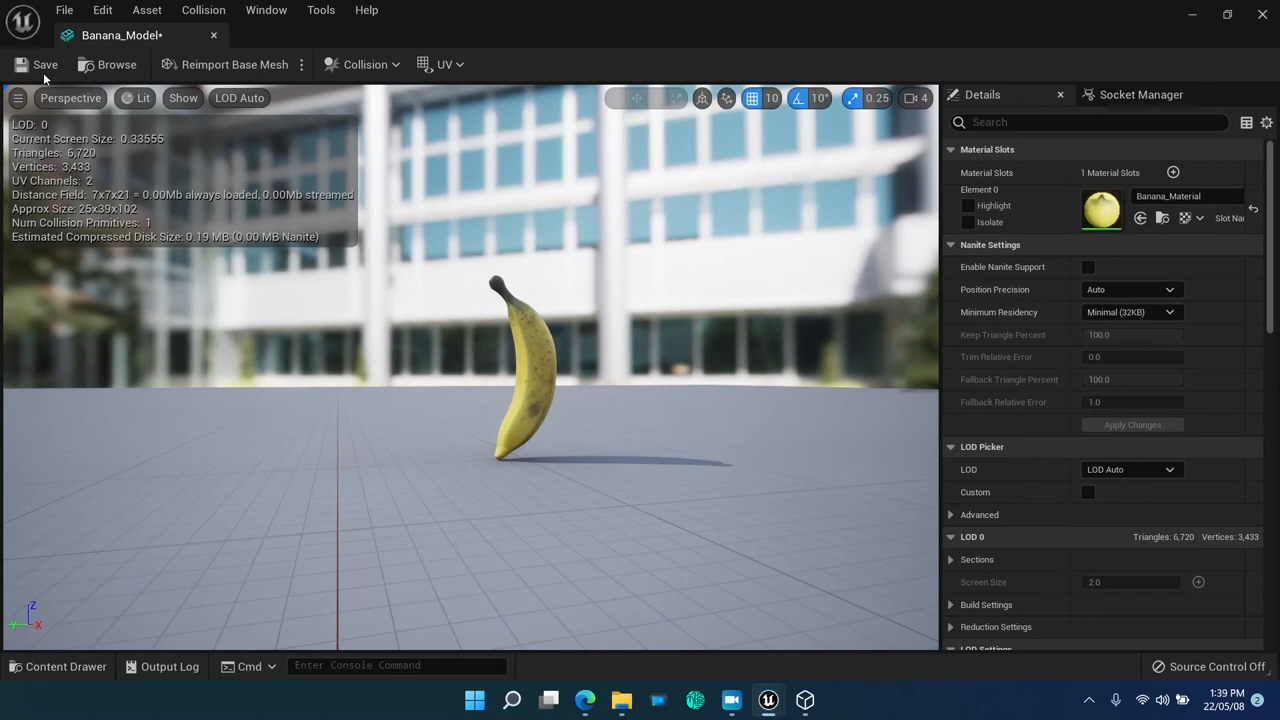 File Edit Asset Collision Window Tools Help
Banana_Model*
Save Browse Reimport Base Mesh Collision UV
Perspective Lit Show LOD Auto 10 10° 0.25 4
LOD: 0
Current Screen Size: 0.33555
Triangles: 6,720
Vertices: 3,433
UV Channels: 2
Distance Field: 7x7x21 = 0.00Mb always loaded, 0.00Mb streamed
Approx Size: 25x39x102
Num Collision Primitives: 1
Estimated Compressed Disk Size: 0.19 MB (0.00 MB Nanite)
Z
Y X
Details Socket Manager
Search
Material Slots
Material Slots 1 Material Slots
Element 0
Highlight
Isolate
Banana_Material
Slot Nar
Nanite Settings
Enable Nanite Support
Position Precision Auto
Minimum Residency Minimal (32KB)
Keep Triangle Percent 100.0
Trim Relative Error 0.0
Fallback Triangle Percent 100.0
Fallback Relative Error 1.0
Apply Changes
LOD Picker
LOD LOD Auto
Custom
Advanced
LOD 0 Triangles: 6,720 Vertices: 3,433
Sections
Screen Size 2.0
Build Settings
Reduction Settings
LOD Settings
Content Drawer Output Log Cmd Enter Console Command Source Control Off
1:39 PM
22/05/08 2